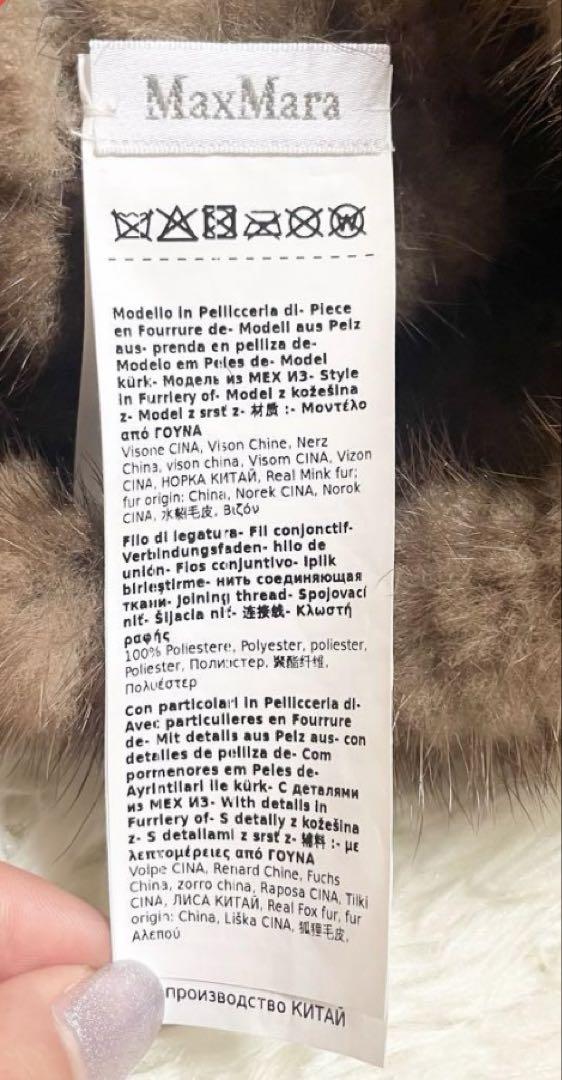 MaxMara
Modello in Pellicceria di- Piece
en Fourrure de- Modell aus Pelz
aus- prenda en pelliza de-
Modelo em Peles de- Model
kürk- Модель из МЕХ ИЗ- Style
in Furriery of- Model z kožešina
z- Model z srsť z- 材质 :- Μοντέλο
από ΓΟΥΝΑ
Visone CINA, Vison Chine, Nerz
China, vison china, Visom CINA, Vizon
CINA, НОРКА КИТАЙ, Real Mink fur;
fur origin: China, Norek CINA, Norok
CINA, 水貂毛皮, Βιζόν
Filo di legatura- Fil conjonctif-
Verbindungsfaden- hilo de
unión- Fios conjuntivo- iplik
birleştirme- нить соединяющая
ткани- Joining thread- Spojovací
niť- Šijacia niť- 连接线- Κλωστή
ραφής
100% Poliestere, Polyester, poliester,
Poliester, Полиэстер, 聚酯纤维,
Πολυέστερ
Con particolari in Pellicceria di-
Avec particulieres en Fourrure
de- Mit details aus Pelz aus- con
detalles de pelliza de- Com
pormenores em Peles de-
Ayrintilari ile kürk- С деталями
из МЕХ ИЗ- With details in
Furriery of- S detaily z kožešina
z- S detailami z srsť z- 辅料 :- με
λεπτομέρειες από ΓΟΥΝΑ
Volpe CINA, Renard Chine, Fuchs
China, zorro china, Raposa CINA, Tilki
CINA, ЛИСА КИТАЙ, Real Fox fur, fur
origin: China, Liška CINA, 狐狸毛皮,
Αλεπού
производство КИТАЙ